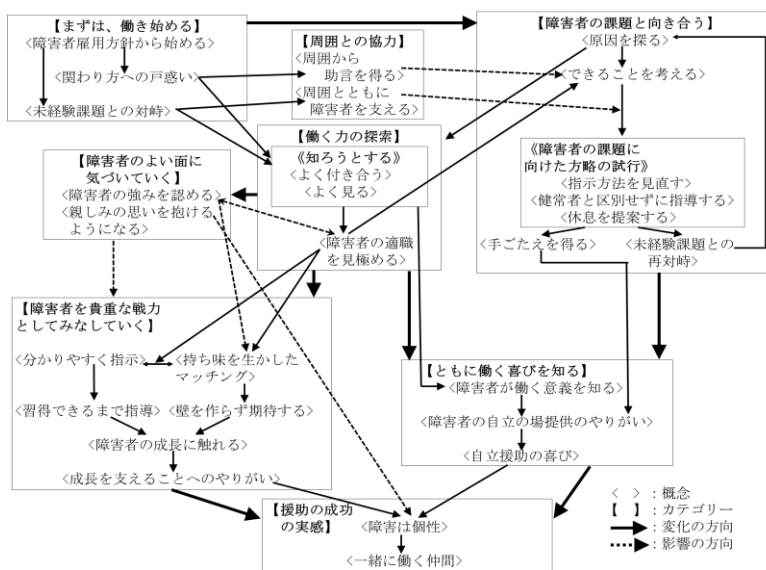 【まずは、働き始める】
<障害者雇用方針から始める>
<関わり方への戸惑い>
<未経験課題との対峙>
【周囲との協力】
<周囲から
助言を得る>
<周囲とともに
障害者を支える>
【障害者の課題と向き合う】
<原因を探る>
<できることを考える>
《障害者の課題に
向けた方略の試行》
<指示方法を見直す>
<健常者と区別せずに指導する>
<休息を提案する>
<手ごたえを得る>
<未経験課題との
再対峙>
【働く力の探索】
《知ろうとする》
<よく付き合う>
<よく見る>
<障害者の適職
を見極める>
【障害者のよい面に
気づいていく】
<障害者の強みを認める>
<親しみの思いを抱ける
ようになる>
【障害者を貴重な戦力
としてみなしていく】
<分かりやすく指示>
<持ち味を生かした
マッチング>
<習得できるまで指導>
<壁を作らず期待する>
<障害者の成長に触れる>
<成長を支えることへのやりがい>
【ともに働く喜びを知る】
<障害者が働く意義を知る>
<障害者の自立の場提供のやりがい>
<自立援助の喜び>
【援助の成功
の実感】
<障害は個性>
<一緒に働く仲間>
< >:概念
【 】:カテゴリー
:変化の方向
:影響の方向